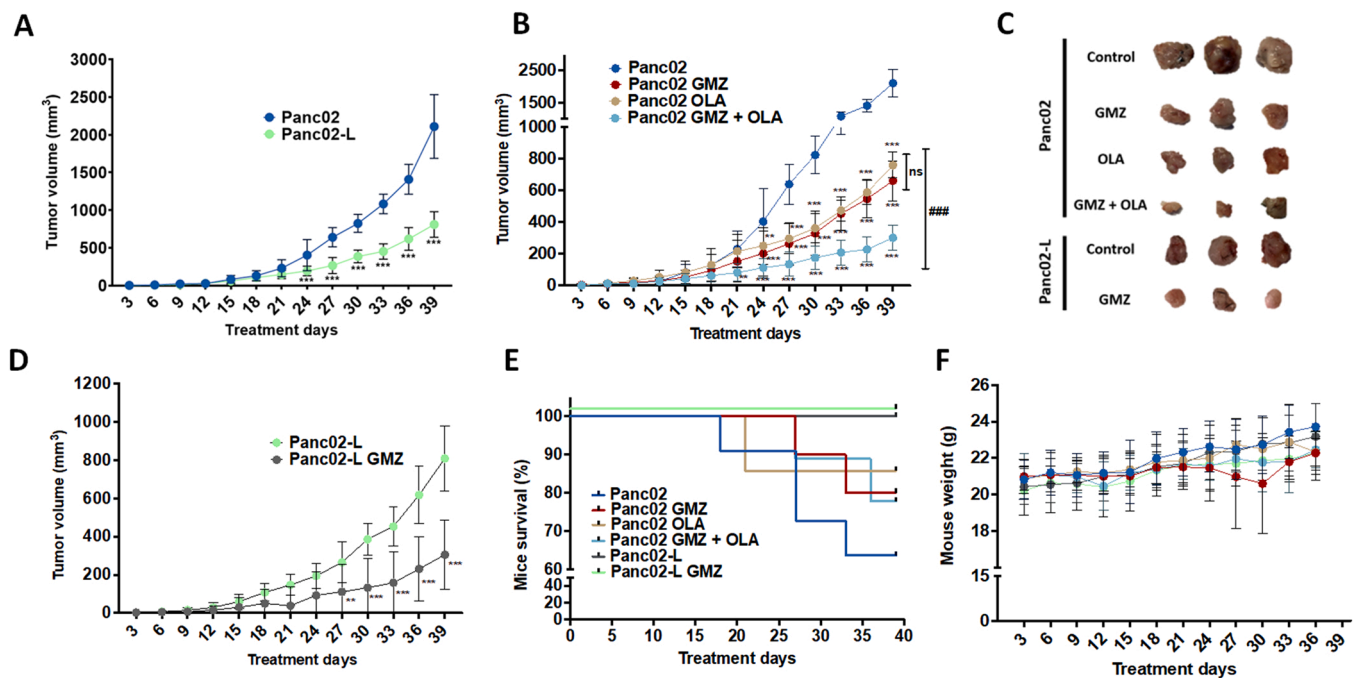 A
Tumor volume (mm³)
3000
2500
2000
1500
1000
500
0
Panc02
Panc02-L
***
***
***
***
***
***
3 6 9 12 15 18 21 24 27 30 33 36 39
Treatment days
B
Tumor volume (mm³)
2500
1500
1000
800
600
400
200
0
Panc02
Panc02 GMZ
Panc02 OLA
Panc02 GMZ + OLA
ns
###
3 6 9 12 15 18 21 24 27 30 33 36 39
Treatment days
C
Panc02
Control
GMZ
OLA
GMZ + OLA
Panc02-L
Control
GMZ
D
Tumor volume (mm³)
1200
1000
800
600
400
200
0
Panc02-L
Panc02-L GMZ
**
***
***
***
***
3 6 9 12 15 18 21 24 27 30 33 36 39
Treatment days
E
Mice survival (%)
100
90
80
70
60
40
20
0
Panc02
Panc02 GMZ
Panc02 OLA
Panc02 GMZ + OLA
Panc02-L
Panc02-L GMZ
0 10 20 30 40
Treatment days
F
Mouse weight (g)
26
24
22
20
15
0
3 6 9 12 15 18 21 24 27 30 33 36 39
Treatment days